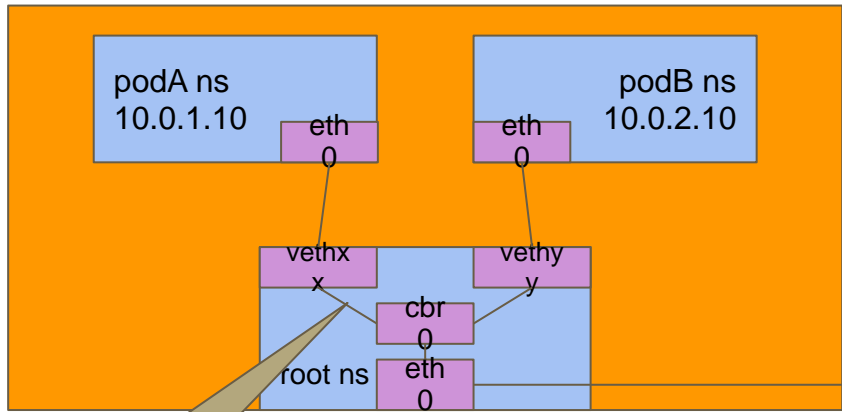 podA ns
10.0.1.10
eth
0
podB ns
10.0.2.10
eth
0
vethx
x
vethy
y
cbr
0
root ns
eth
0